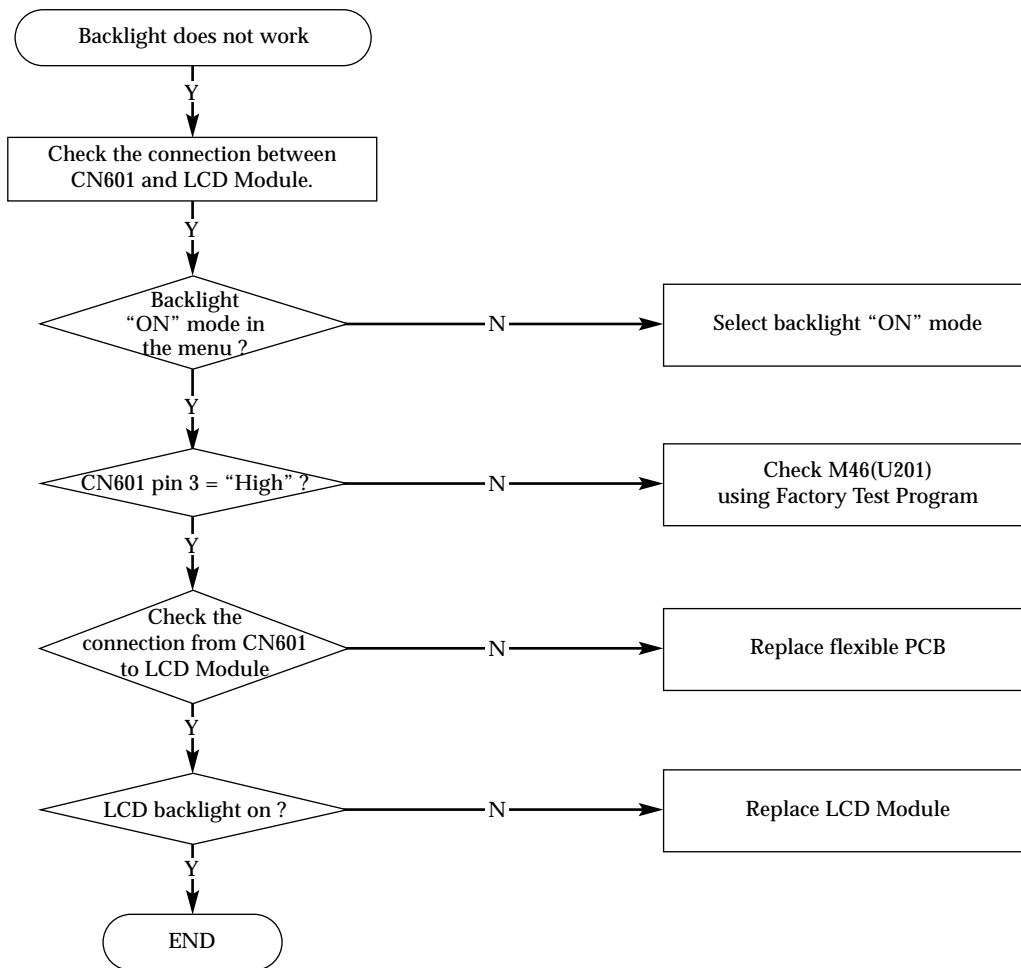 Backlight does not work
Y
Check the connection between
CN601 and LCD Module.
Y
Backlight
“ON” mode in
the menu ?
N
Select backlight “ON” mode
Y
CN601 pin 3 = “High” ?
N
Check M46(U201)
using Factory Test Program
Y
Check the
connection from CN601
to LCD Module
N
Replace flexible PCB
Y
LCD backlight on ?
N
Replace LCD Module
Y
END